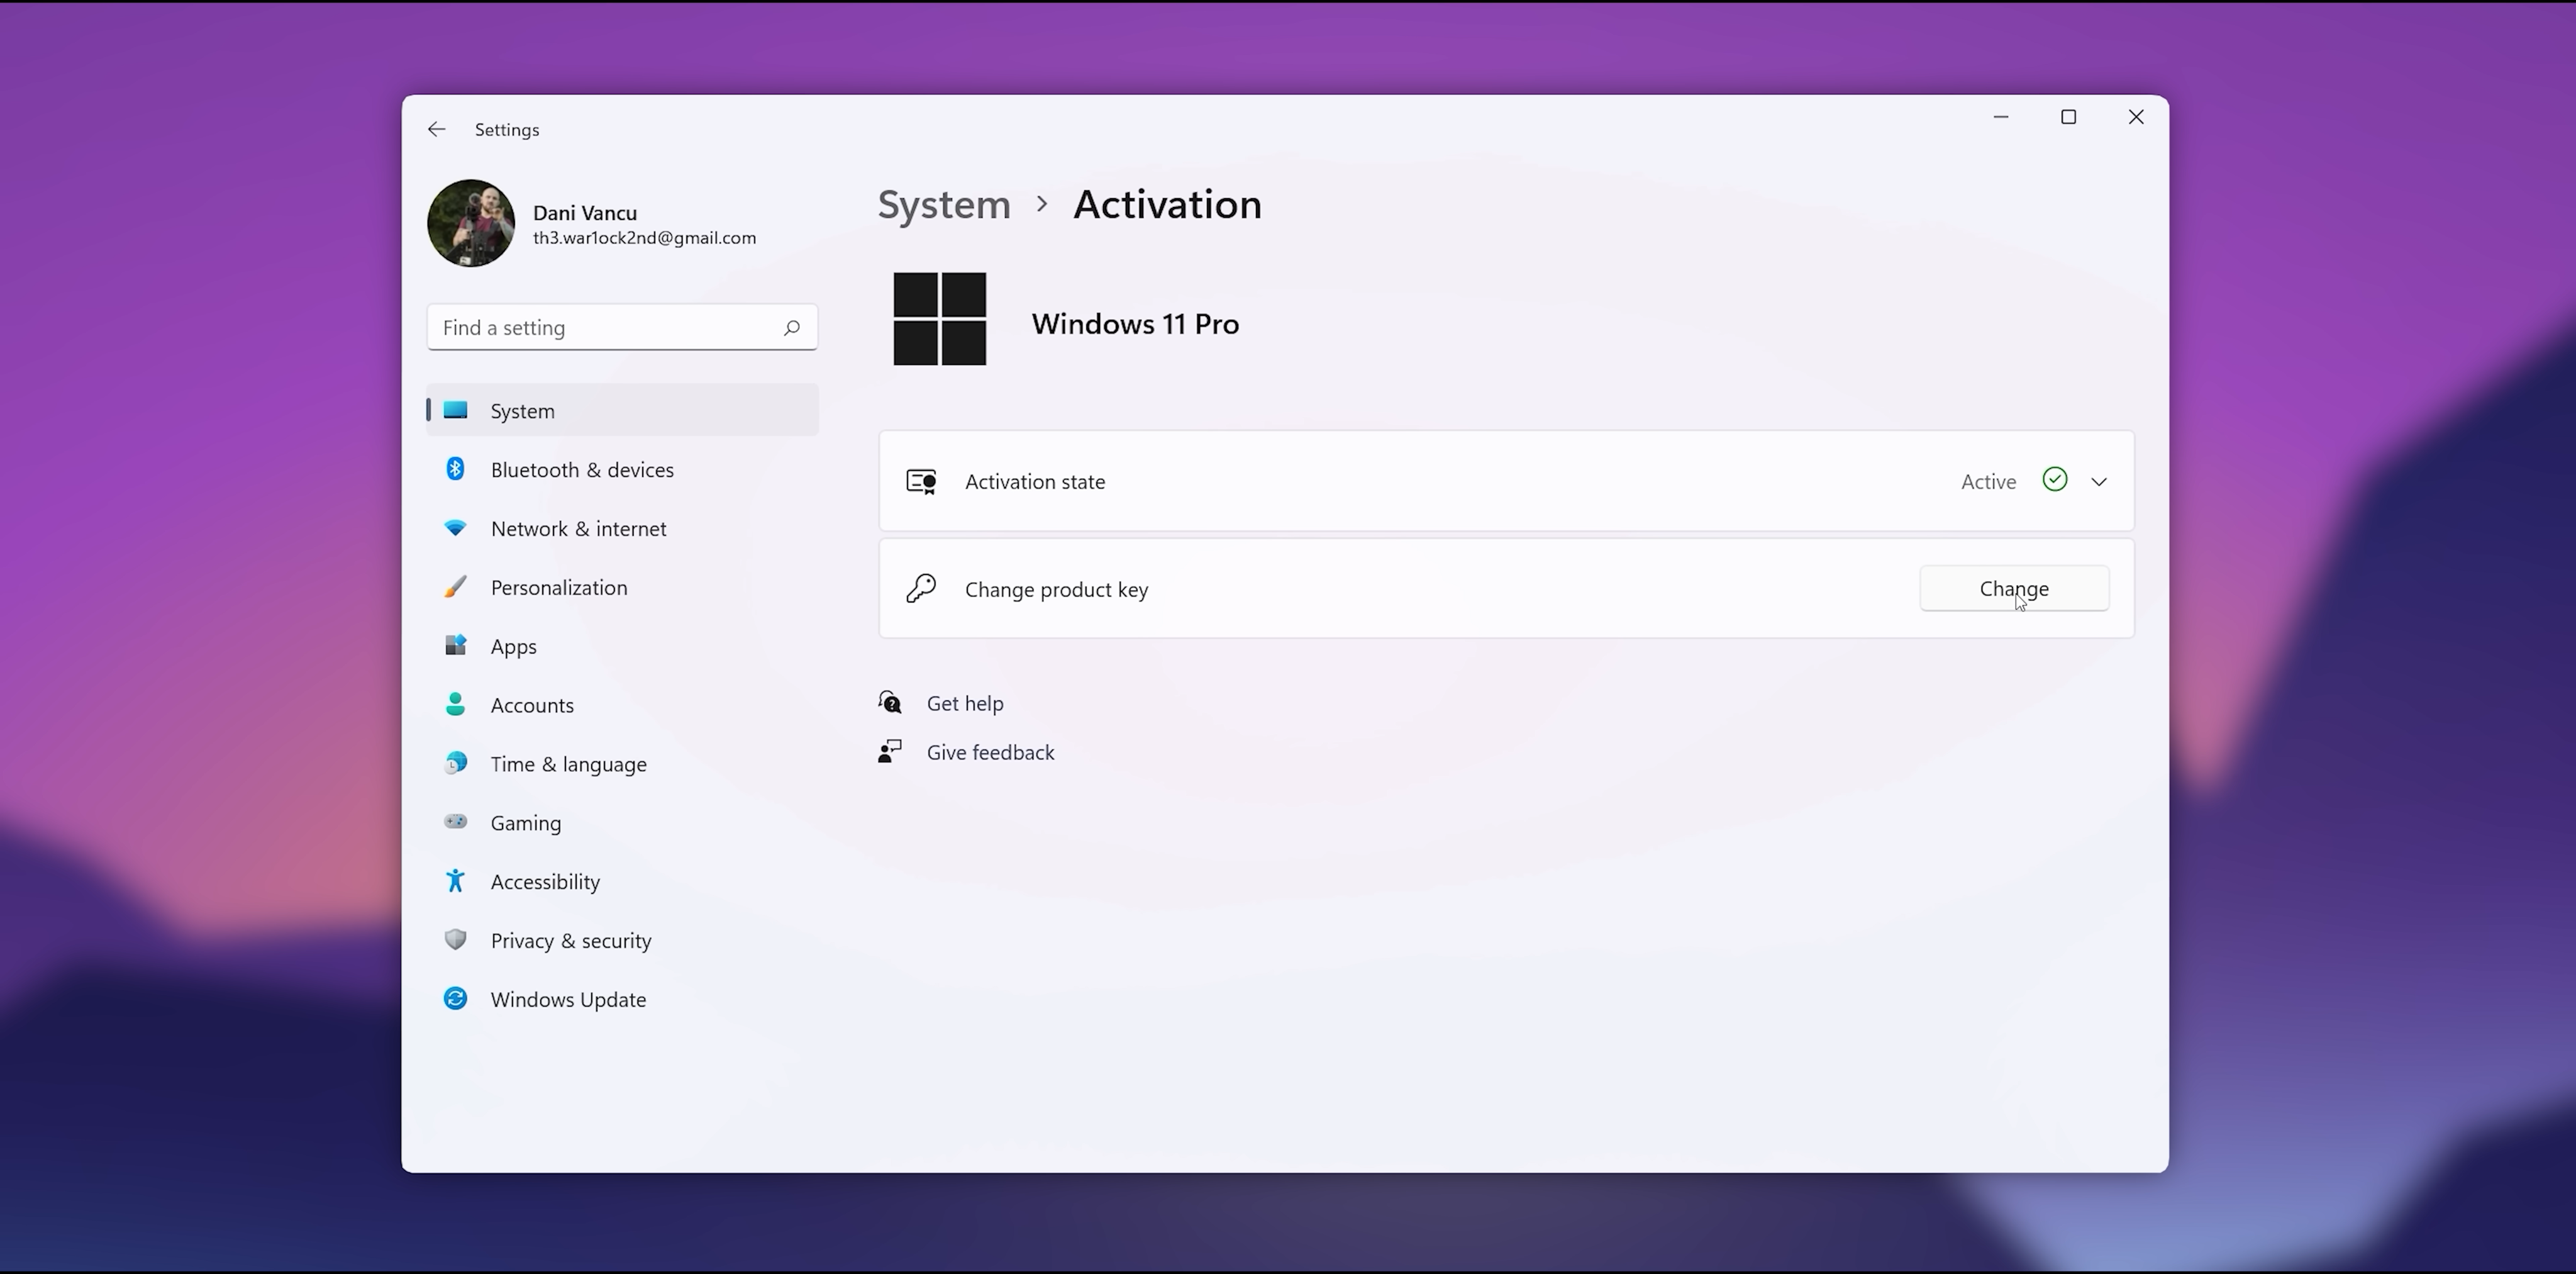 Settings
Dani Vancu
th3.war1ock2nd@gmail.com
Find a setting
System
Bluetooth & devices
Network & internet
Personalization
Apps
Accounts
Time & language
Gaming
Accessibility
Privacy & security
Windows Update
System > Activation
Windows 11 Pro
Activation state Active
Change product key Change
Get help
Give feedback